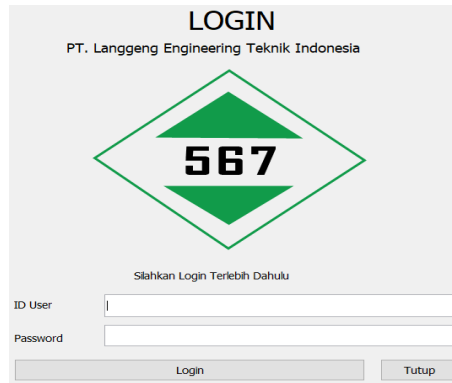 LOGIN
PT. Langgeng Engineering Teknik Indonesia
567
Silahkan Login Terlebih Dahulu
ID User
Password
Login Tutup